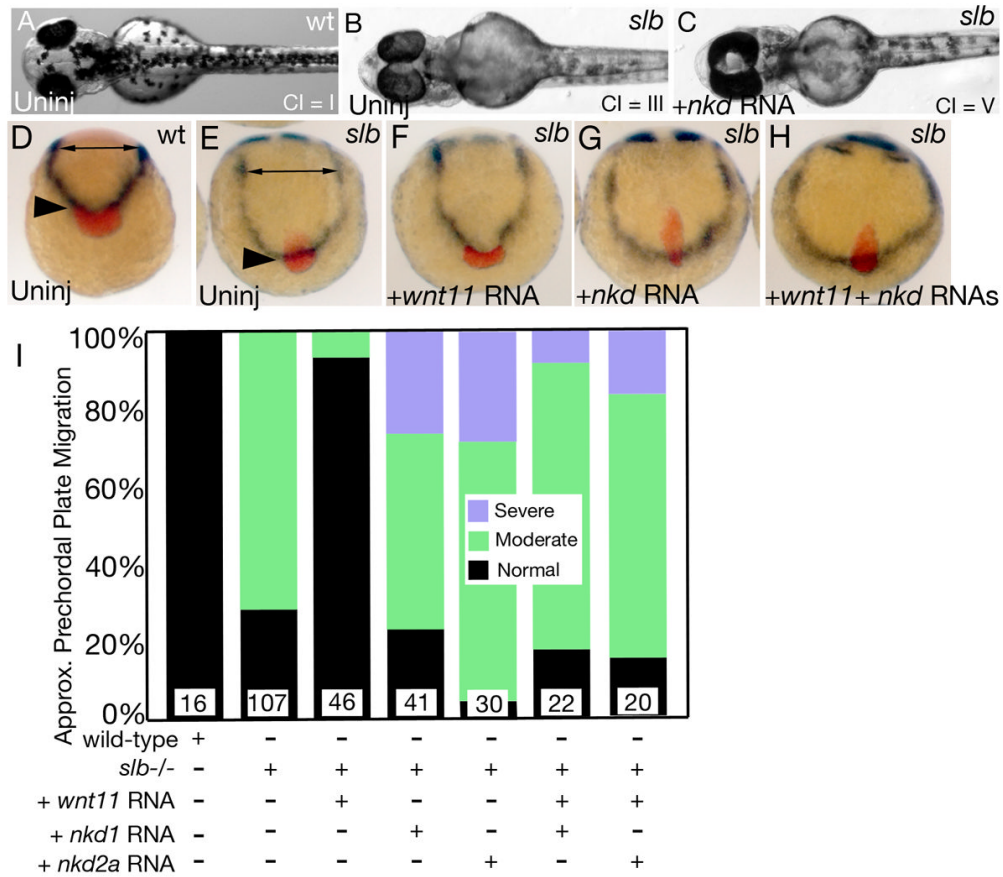 A wt
Uninj CI = I
B slb
Uninj CI = III
C slb
+nkd RNA CI = V
D wt
Uninj
E slb
Uninj
F slb
+wnt11 RNA
G slb
+nkd RNA
H slb
+wnt11+ nkd RNAs
I
Approx. Prechordal Plate Migration
100%
80%
60%
40%
20%
0%
Severe
Moderate
Normal
16 107 46 41 30 22 20
wild-type + - - - - - -
slb-/- - + + + + + +
+ wnt11 RNA - - + - - + +
+ nkd1 RNA - - - + - + -
+ nkd2a RNA - - - - + - +